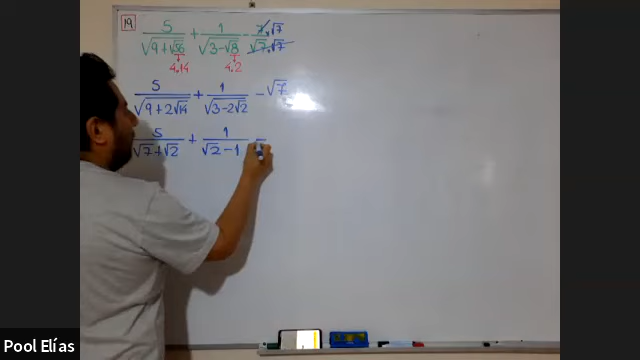 19 5/√(9+√56) + 1/√(3-√8) - 7·√7/√7·√7
4·14 4·2
5/√(9+2√14) + 1/√(3-2√2) - √7
5/(√7+√2) + 1/(√2-1) -
Pool Elías